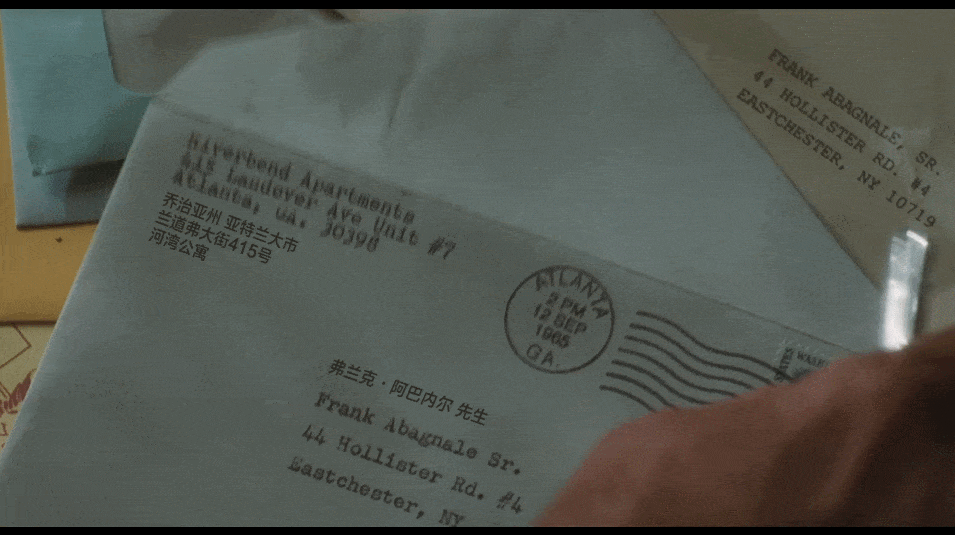 Riverbend Apartments
415 Landover Ave Unit #7
Atlanta, GA. 30398
乔治亚州 亚特兰大市
兰道弗大街415号
河湾公寓
ATLANTA
2 PM
12 SEP
1965
GA.
弗兰克·阿巴内尔 先生
Frank Abagnale Sr.
44 Hollister Rd. #4
Eastchester, NY
FRANK ABAGNALE, SR.
44 HOLLISTER RD. #4
EASTCHESTER, NY 10719